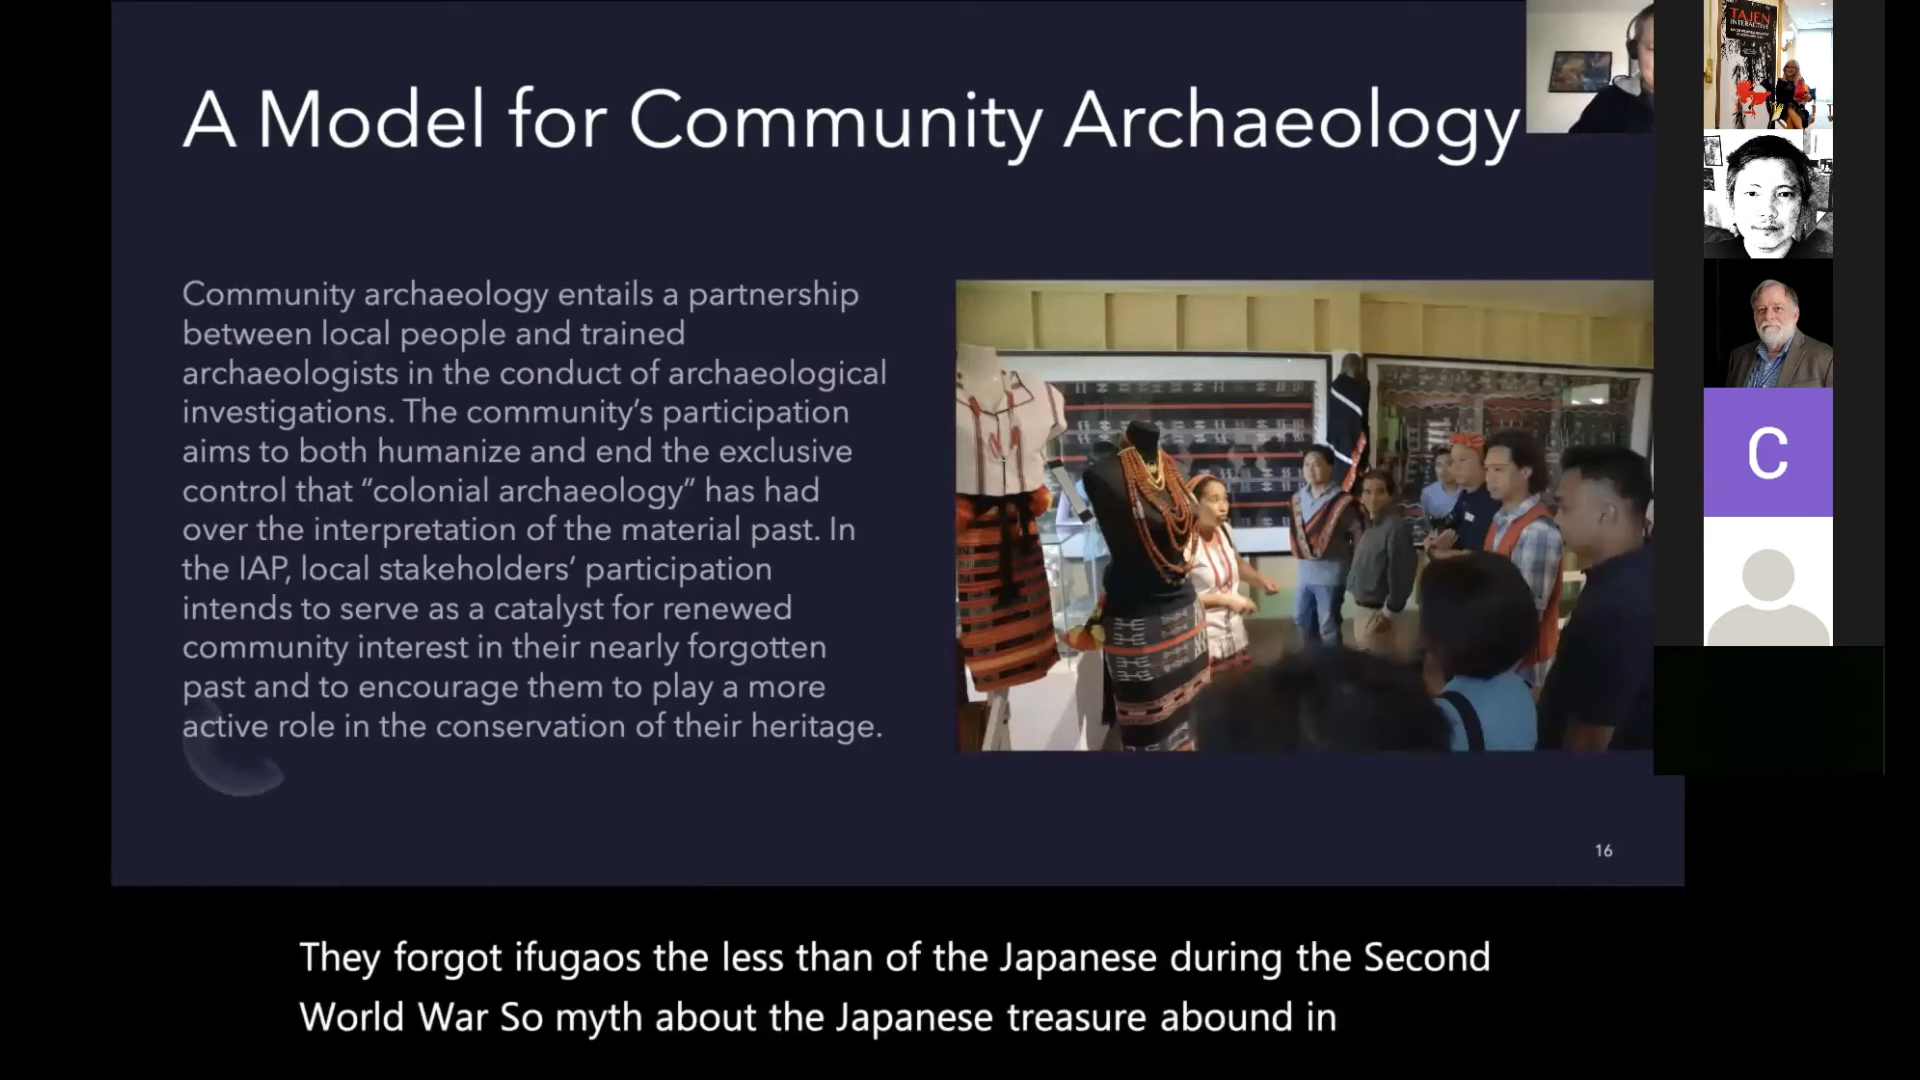 A Model for Community Archaeology
Community archaeology entails a partnership
between local people and trained
archaeologists in the conduct of archaeological
investigations. The community’s participation
aims to both humanize and end the exclusive
control that “colonial archaeology” has had
over the interpretation of the material past. In
the IAP, local stakeholders’ participation
intends to serve as a catalyst for renewed
community interest in their nearly forgotten
past and to encourage them to play a more
active role in the conservation of their heritage.
16
TAJEN
INTERACTIVE
C
They forgot ifugaos the less than of the Japanese during the Second
World War So myth about the Japanese treasure abound in